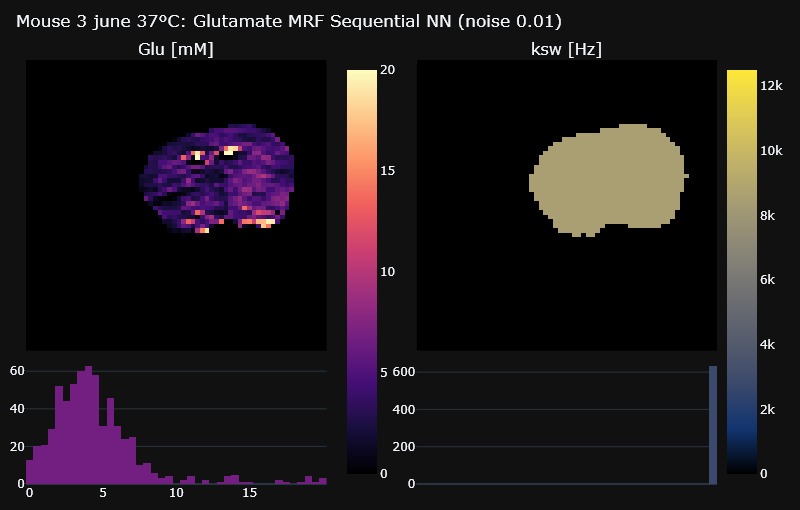 Mouse 3 june 37ºC: Glutamate MRF Sequential NN (noise 0.01)
Glu [mM]
ksw [Hz]
20
15
10
5
0
12k
10k
8k
6k
4k
2k
0
60
40
20
0
0
5
10
15
600
400
200
0